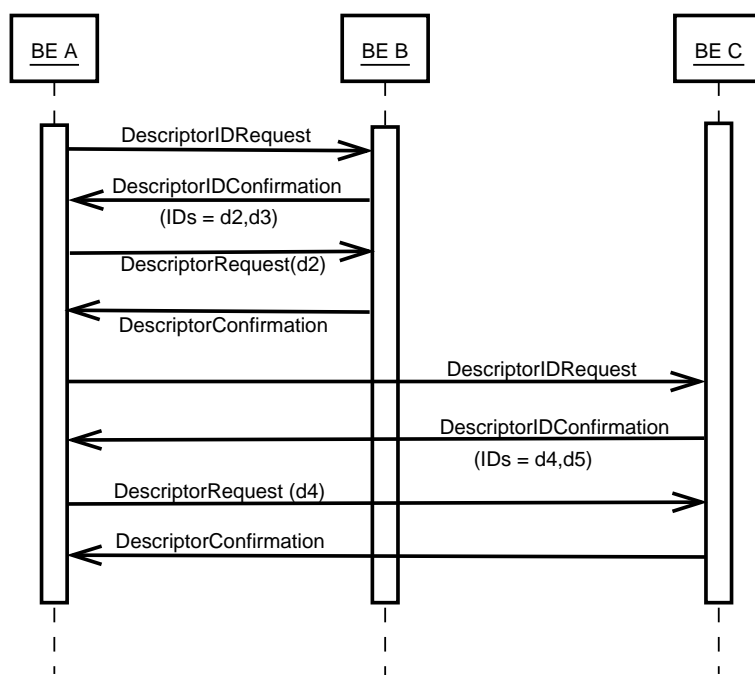 BE A
BE B
BE C
DescriptorIDRequest
DescriptorIDConfirmation
(IDs = d2,d3)
DescriptorRequest(d2)
DescriptorConfirmation
DescriptorIDRequest
DescriptorIDConfirmation
(IDs = d4,d5)
DescriptorRequest (d4)
DescriptorConfirmation